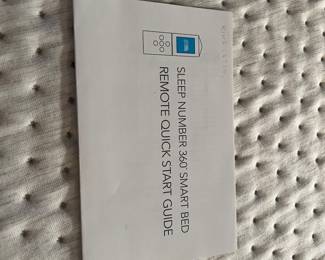 SLEEP NUMBER 360® SMART BED
REMOTE QUICK START GUIDE